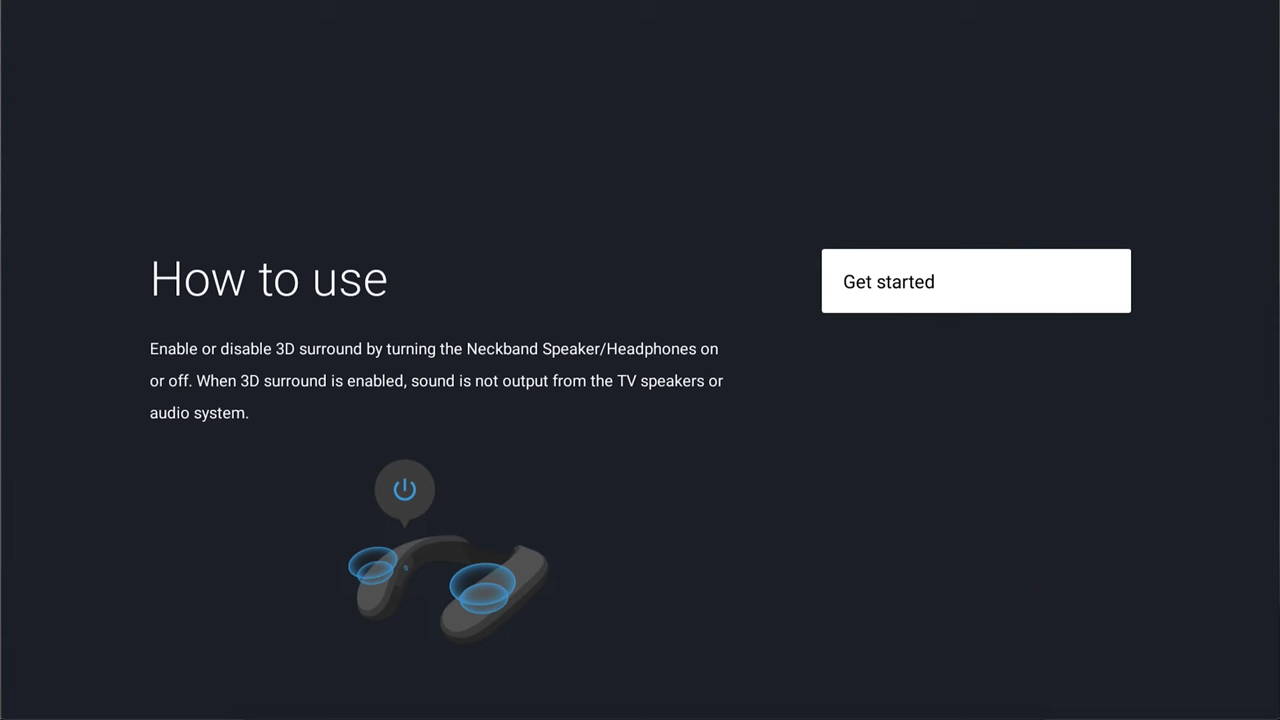 How to use
Enable or disable 3D surround by turning the Neckband Speaker/Headphones on
or off. When 3D surround is enabled, sound is not output from the TV speakers or
audio system.
Get started